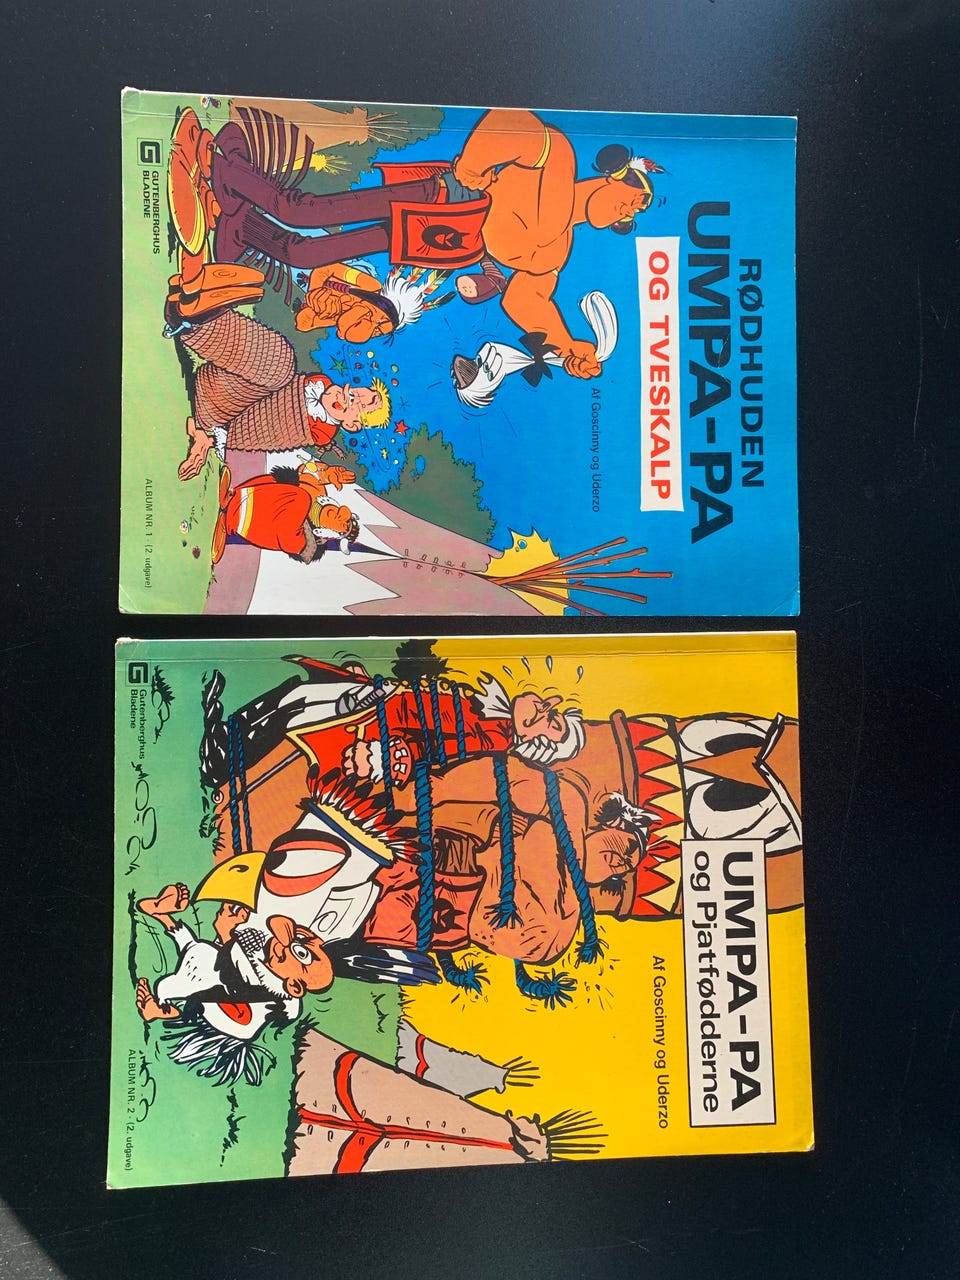 RØDHUDEN
UMPA-PA
OG TVESKALP
Af Goscinny og Uderzo
G
GUTENBERGHUS
BLADENE
ALBUM NR. 1 - (2. udgave)
UMPA-PA
og Pjatfødderne
Af Goscinny og Uderzo
G
Gutenberghus
Bladene
ALBUM NR. 2 - (2. udgave)